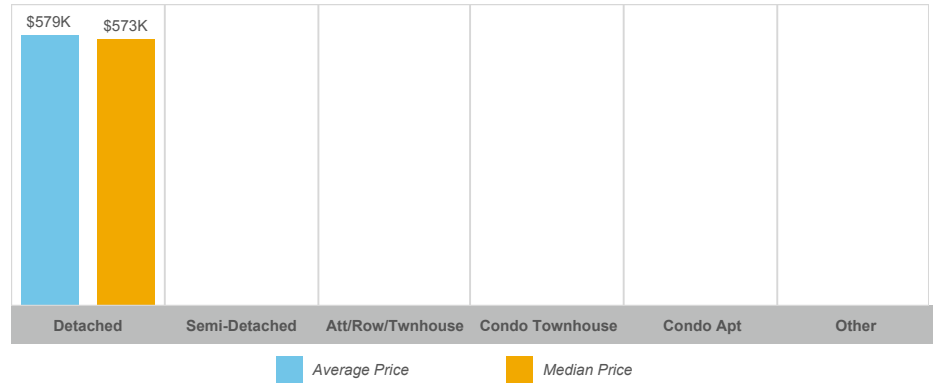 $579K
$573K
Detached
Semi-Detached
Att/Row/Twnhouse
Condo Townhouse
Condo Apt
Other
Average Price
Median Price